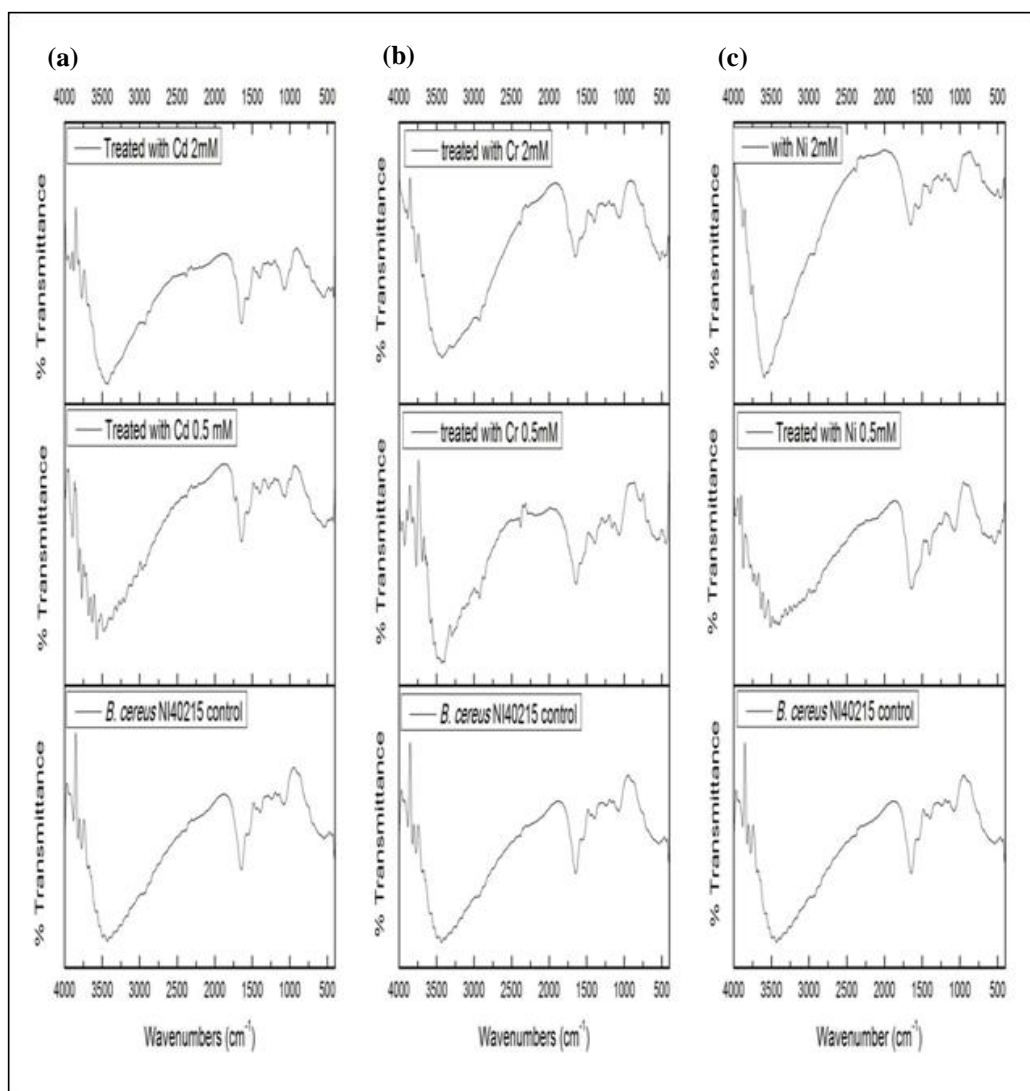 (a)
(b)
(c)
4000 3500 3000 2500 2000 1500 1000 500
4000 3500 3000 2500 2000 1500 1000 500
4000 3500 3000 2500 2000 1500 1000 500
Treated with Cd 2mM
treated with Cr 2mM
with Ni 2mM
% Transmittance
% Transmittance
% Transmittance
Treated with Cd 0.5 mM
treated with Cr 0.5mM
Treated with Ni 0.5mM
% Transmittance
% Transmittance
% Transmittance
B. cereus NI40215 control
B. cereus NI40215 control
B. cereus NI40215 control
% Transmittance
% Transmittance
% Transmittance
4000 3500 3000 2500 2000 1500 1000 500
4000 3500 3000 2500 2000 1500 1000 500
4000 3500 3000 2500 2000 1500 1000 500
Wavenumbers (cm⁻¹)
Wavenumbers (cm⁻¹)
Wavenumber (cm⁻¹)